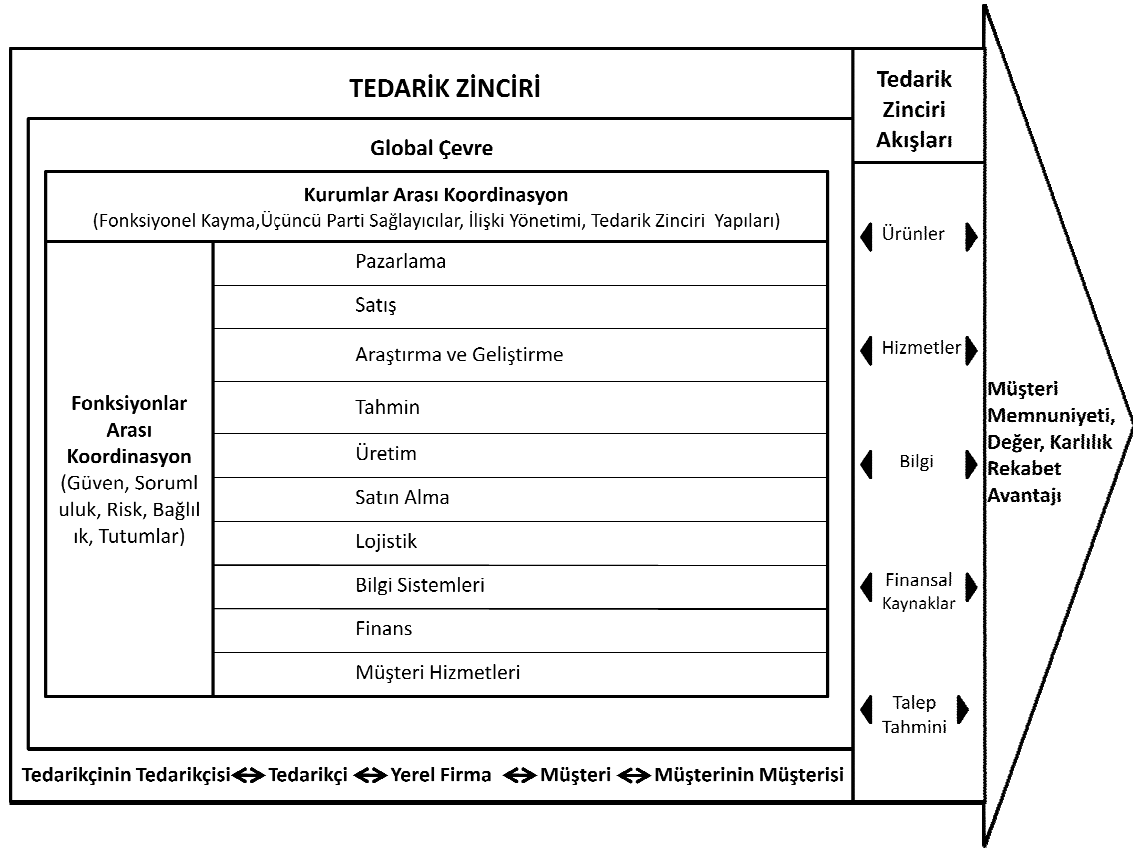 TEDARİK ZİNCİRİ
Global Çevre
Kurumlar Arası Koordinasyon
(Fonksiyonel Kayma,Üçüncü Parti Sağlayıcılar, İlişki Yönetimi, Tedarik Zinciri Yapıları)
Fonksiyonlar
Arası
Koordinasyon
(Güven, Soruml
uluk, Risk, Bağlıl
ık, Tutumlar)
Pazarlama
Satış
Araştırma ve Geliştirme
Tahmin
Üretim
Satın Alma
Lojistik
Bilgi Sistemleri
Finans
Müşteri Hizmetleri
Tedarikçinin Tedarikçisi Tedarikçi Yerel Firma Müşteri Müşterinin Müşterisi
Tedarik
Zinciri
Akışları
Ürünler
Hizmetler
Bilgi
Finansal
Kaynaklar
Talep
Tahmini
Müşteri
Memnuniyeti,
Değer, Karlılık
Rekabet
Avantajı